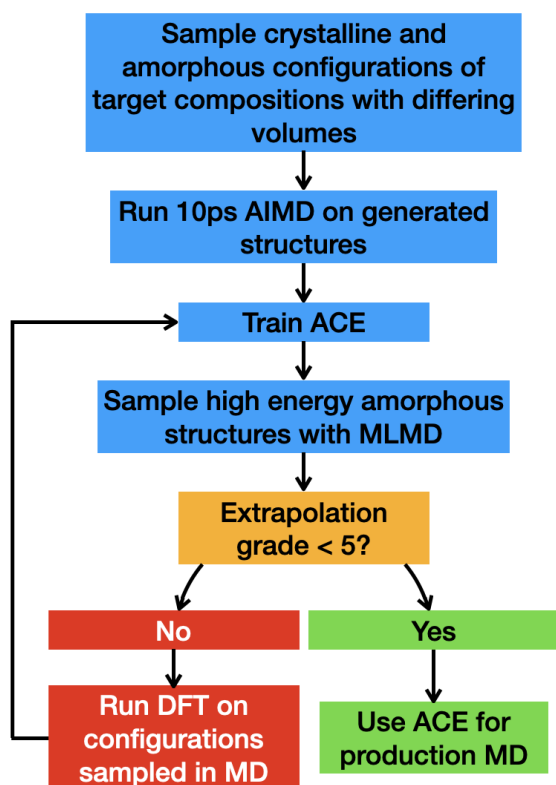 Sample crystalline and
amorphous configurations of
target compositions with differing
volumes
Run 10ps AIMD on generated
structures
Train ACE
Sample high energy amorphous
structures with MLMD
Extrapolation
grade < 5?
No
Yes
Run DFT on
configurations
sampled in MD
Use ACE for
production MD